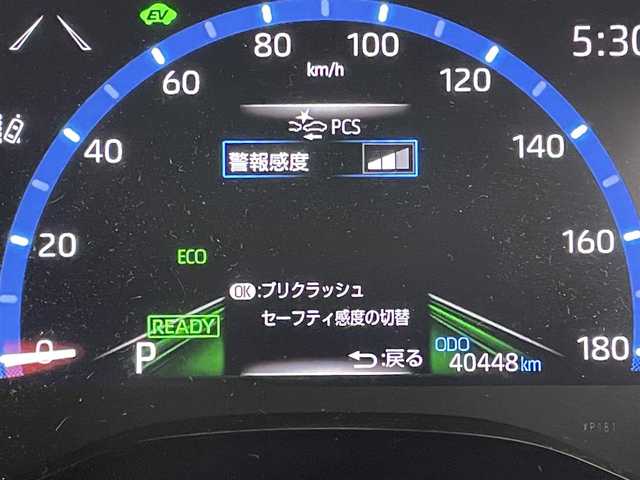 EV
80
100
5:30
km/h
60
120
PCS
40
警報感度
140
20
160
ECO
OK:プリクラッシュ
セーフティ感度の切替
READY
0
P
:戻る
ODO
40448km
180